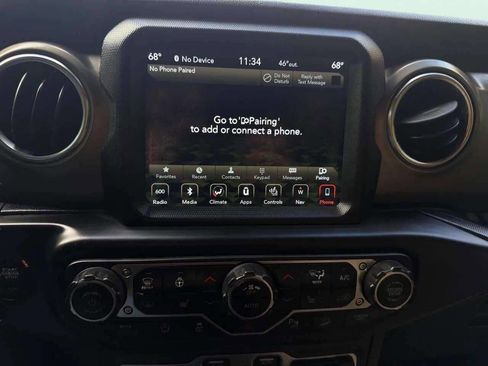 68° No Device 11:34 46°out. 68°
No Phone Paired
Do Not Disturb
Reply with Text Message
Go to 'Pairing'
to add or connect a phone.
Favorites Recent Contacts Keypad Messages Pairing
600 W
Radio Media Climate Apps Controls Nav Phone
AUTO A/C